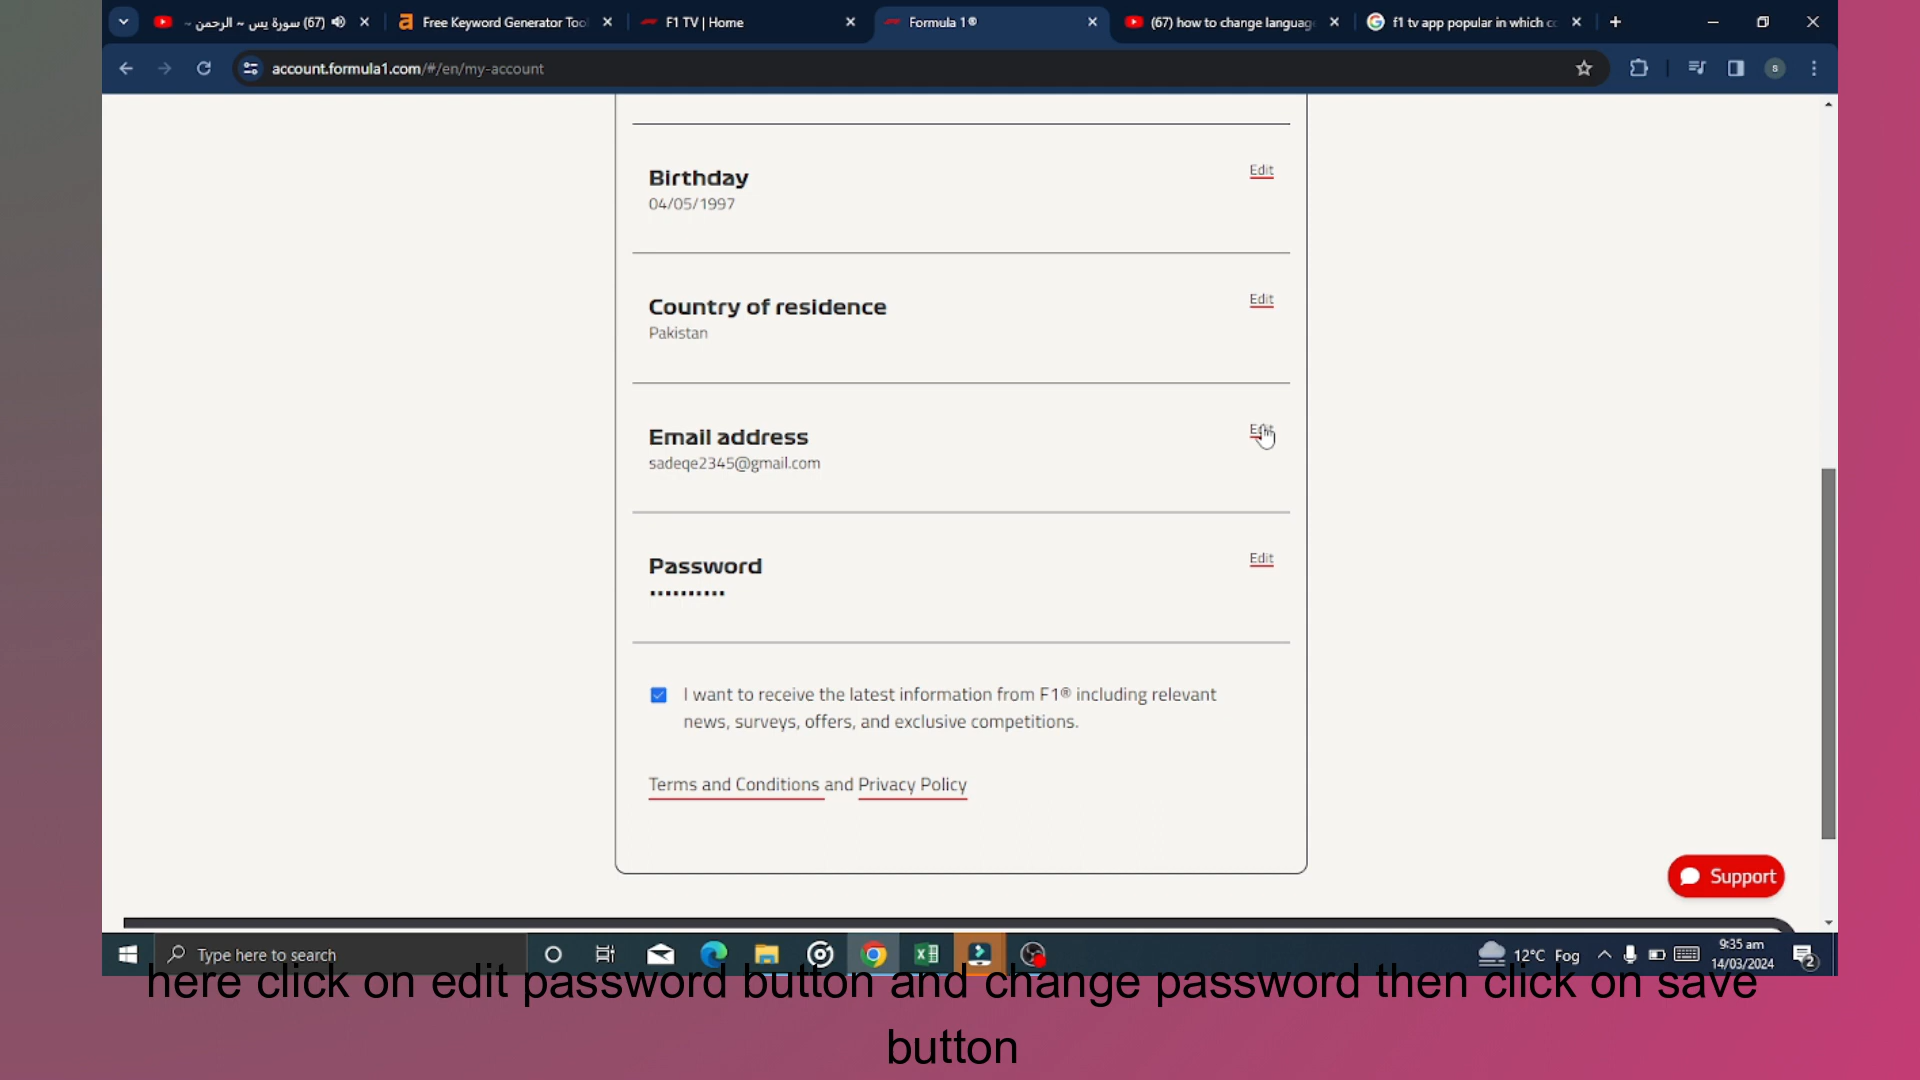 (67) سورة يس ~ الرحمن ~
Free Keyword Generator Too
F1 TV | Home
Formula 1®
(67) how to change languag
f1 tv app popular in which co
account.formula1.com/#/en/my-account
s
Birthday
Edit
04/05/1997
Country of residence
Edit
Pakistan
Email address
Edit
sadeqe2345@gmail.com
Password
Edit
••••••••••
I want to receive the latest information from F1® including relevant
news, surveys, offers, and exclusive competitions.
Terms and Conditions and Privacy Policy
Support
Type here to search
12°C Fog
9:35 am
14/03/2024
2
here click on edit password button and change password then click on save
button